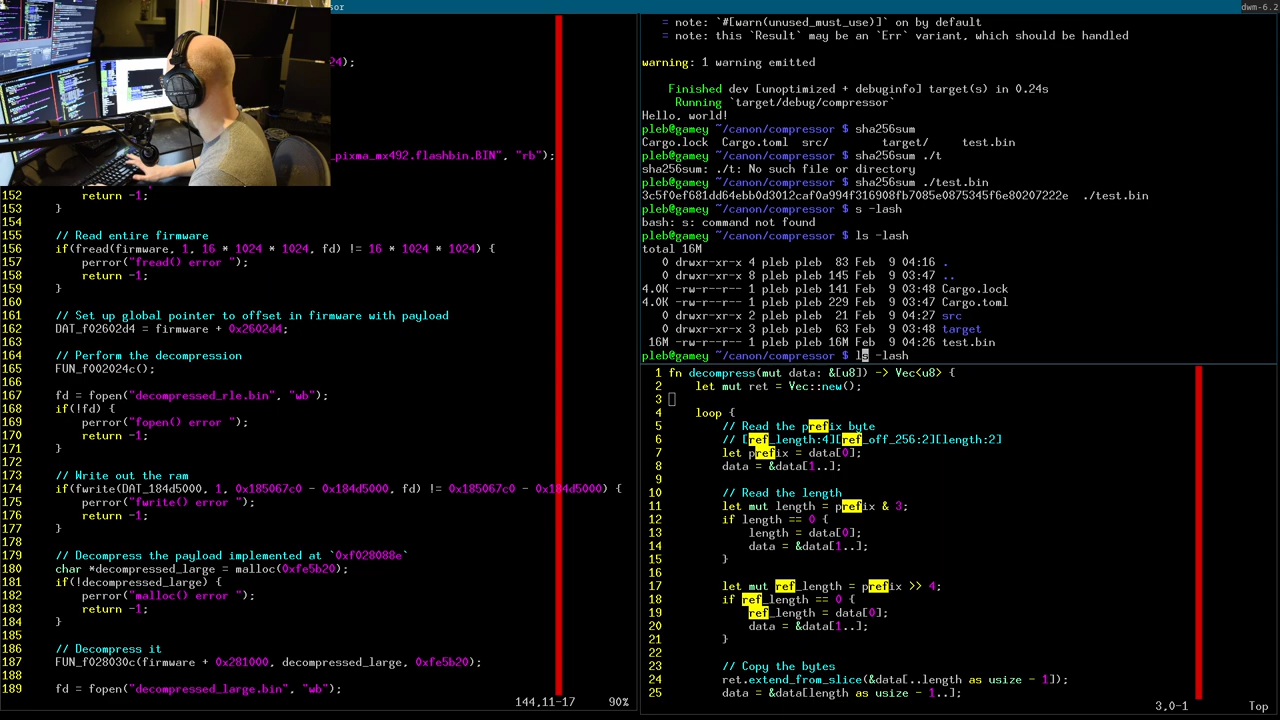 sor
dwm-6.2
24);
_pixma_mx492.flashbin.BIN", "rb");
152         return -1;
153     }
154
155     // Read entire firmware
156     if(fread(firmware, 1, 16 * 1024 * 1024, fd) != 16 * 1024 * 1024) {
157         perror("fread() error ");
158         return -1;
159     }
160
161     // Set up global pointer to offset in firmware with payload
162     DAT_f02602d4 = firmware + 0x2602d4;
163
164     // Perform the decompression
165     FUN_f002024c();
166
167     fd = fopen("decompressed_rle.bin", "wb");
168     if(!fd) {
169         perror("fopen() error ");
170         return -1;
171     }
172
173     // Write out the ram
174     if(fwrite(DAT_184d5000, 1, 0x185067c0 - 0x184d5000, fd) != 0x185067c0 - 0x184d5000) {
175         perror("fwrite() error ");
176         return -1;
177     }
178
179     // Decompress the payload implemented at `0xf028088e`
180     char *decompressed_large = malloc(0xfe5b20);
181     if(!decompressed_large) {
182         perror("malloc() error ");
183         return -1;
184     }
185
186     // Decompress it
187     FUN_f028030c(firmware + 0x281000, decompressed_large, 0xfe5b20);
188
189     fd = fopen("decompressed_large.bin", "wb");
144,11-17 90%
= note: `#[warn(unused_must_use)]` on by default
= note: this `Result` may be an `Err` variant, which should be handled
warning: 1 warning emitted
Finished dev [unoptimized + debuginfo] target(s) in 0.24s
Running `target/debug/compressor`
Hello, world!
pleb@gamey ~/canon/compressor $ sha256sum
Cargo.lock  Cargo.toml  src/        target/     test.bin
pleb@gamey ~/canon/compressor $ sha256sum ./t
sha256sum: ./t: No such file or directory
pleb@gamey ~/canon/compressor $ sha256sum ./test.bin
3c5f0ef681dd64ebb0d3012caf0a994f316908fb7085e0875345f6e80207222e  ./test.bin
pleb@gamey ~/canon/compressor $ s -lash
bash: s: command not found
pleb@gamey ~/canon/compressor $ ls -lash
total 16M
0 drwxr-xr-x 4 pleb pleb  83 Feb  9 04:16 .
0 drwxr-xr-x 8 pleb pleb 145 Feb  9 03:47 ..
4.0K -rw-r--r-- 1 pleb pleb 141 Feb  9 03:48 Cargo.lock
4.0K -rw-r--r-- 1 pleb pleb 229 Feb  9 03:47 Cargo.toml
0 drwxr-xr-x 2 pleb pleb  21 Feb  9 04:27 src
0 drwxr-xr-x 3 pleb pleb  63 Feb  9 03:48 target
16M -rw-r--r-- 1 pleb pleb 16M Feb  9 04:26 test.bin
pleb@gamey ~/canon/compressor $ ls -lash
1 fn decompress(mut data: &[u8]) -> Vec<u8> {
2     let mut ret = Vec::new();
3
4     loop {
5         // Read the prefix byte
6         // [ref_length:4][ref_off_256:2][length:2]
7         let prefix = data[0];
8         data = &data[1..];
9
10         // Read the length
11         let mut length = prefix & 3;
12         if length == 0 {
13             length = data[0];
14             data = &data[1..];
15         }
16
17         let mut ref_length = prefix >> 4;
18         if ref_length == 0 {
19             ref_length = data[0];
20             data = &data[1..];
21         }
22
23         // Copy the bytes
24         ret.extend_from_slice(&data[..length as usize - 1]);
25         data = &data[length as usize - 1..];
3,0-1 Top